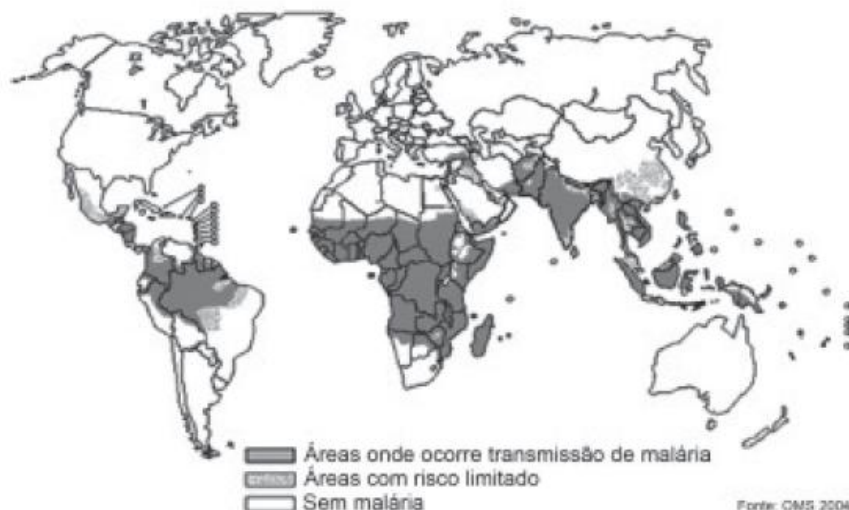 Áreas onde ocorre transmissão de malária
Áreas com risco limitado
Sem malária
Fonte: OMS 2004